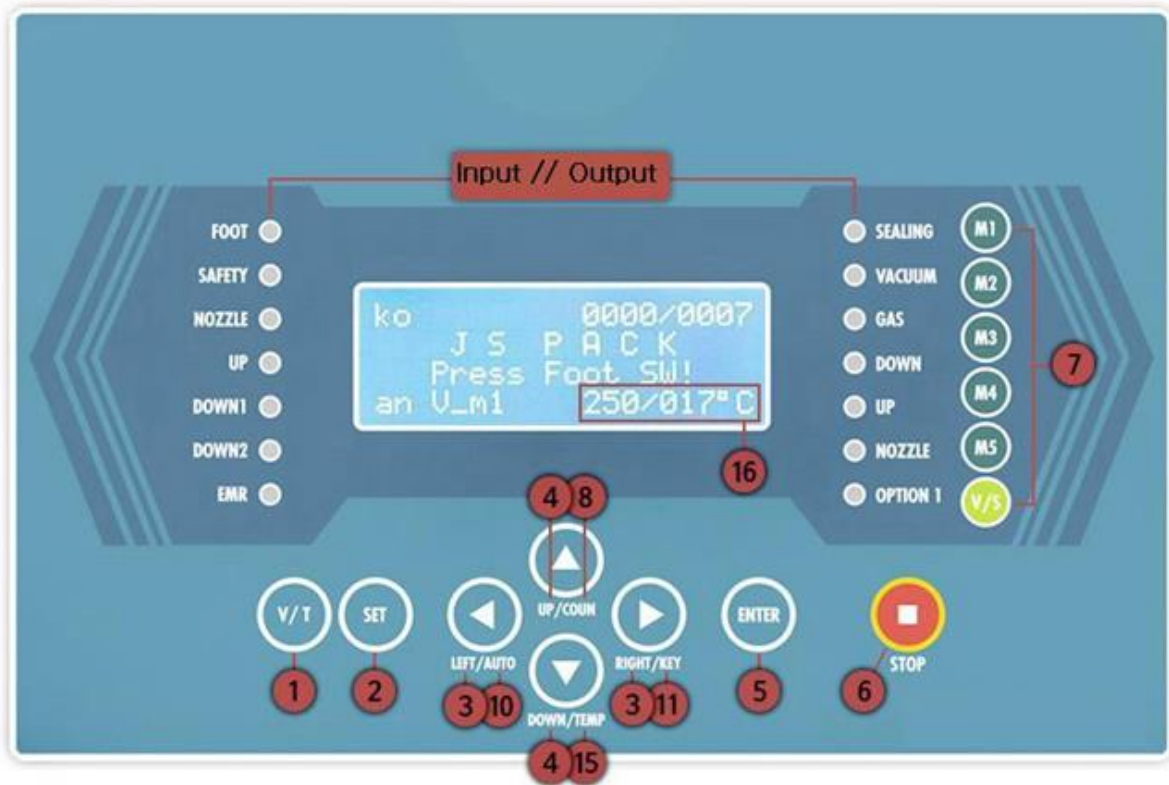 Input // Output
FOOT
SAFETY
NOZZLE
UP
DOWN1
DOWN2
EMR
ko 0000/0007
J S P A C K
Press Foot SW!
an V_m1 250/017°C
16
SEALING
VACUUM
GAS
DOWN
UP
NOZZLE
OPTION 1
M1
M2
M3
M4
M5
V/S
7
4 8
UP/COUN
V/T
SET
LEFT/AUTO
RIGHT/KEY
ENTER
STOP
1
2
3 10
3 11
5
6
DOWN/TEMP
4 15